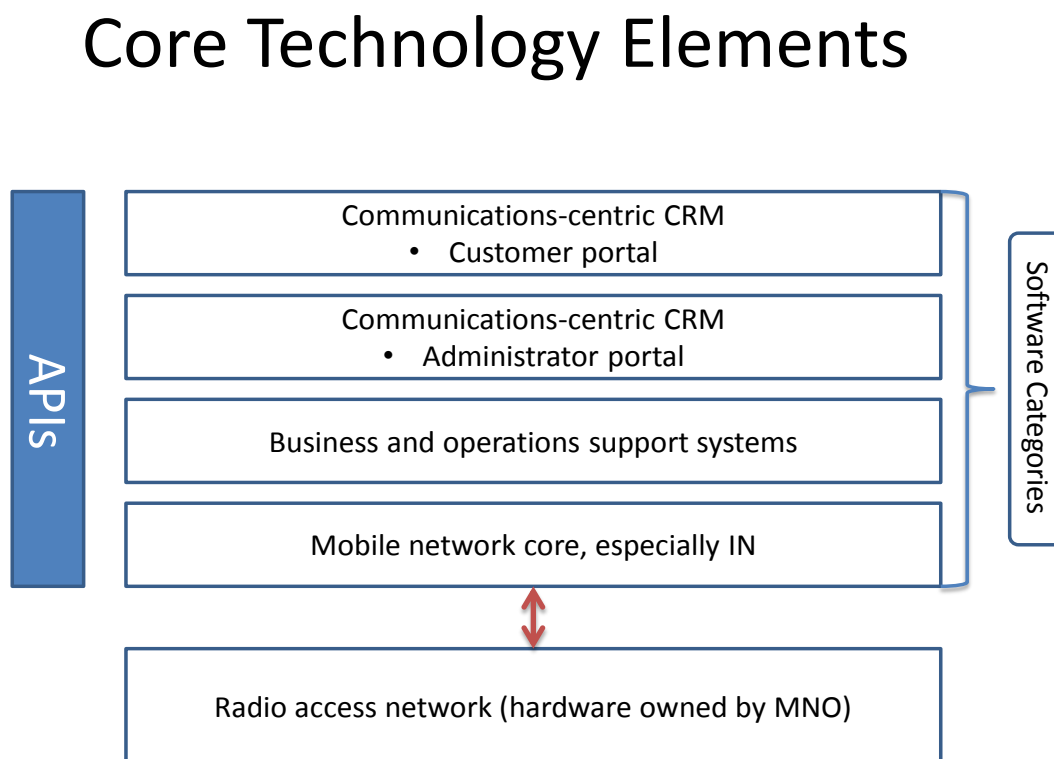 Core Technology Elements
APIs
Communications-centric CRM
• Customer portal
Communications-centric CRM
• Administrator portal
Business and operations support systems
Mobile network core, especially IN
Software Categories
Radio access network (hardware owned by MNO)